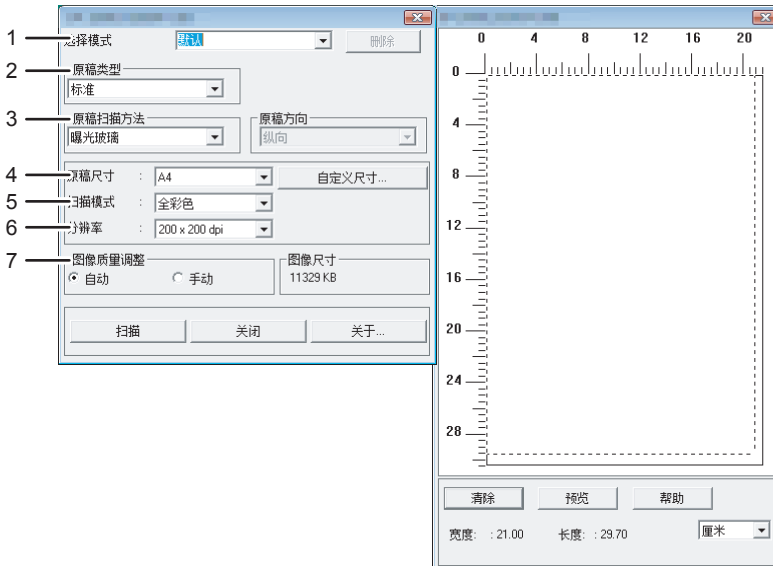 1 选择模式 默认 删除
2 原稿类型
标准
3 原稿扫描方法 原稿方向
曝光玻璃 纵向
4 原稿尺寸 : A4 自定义尺寸...
5 扫描模式 : 全彩色
6 分辨率 : 200 x 200 dpi
7 图像质量调整 图像尺寸
自动 手动 11329 KB
扫描 关闭 关于...
0 4 8 12 16 20
0
4
8
12
16
20
24
28
清除 预览 帮助
宽度: : 21.00 长度: : 29.70 厘米